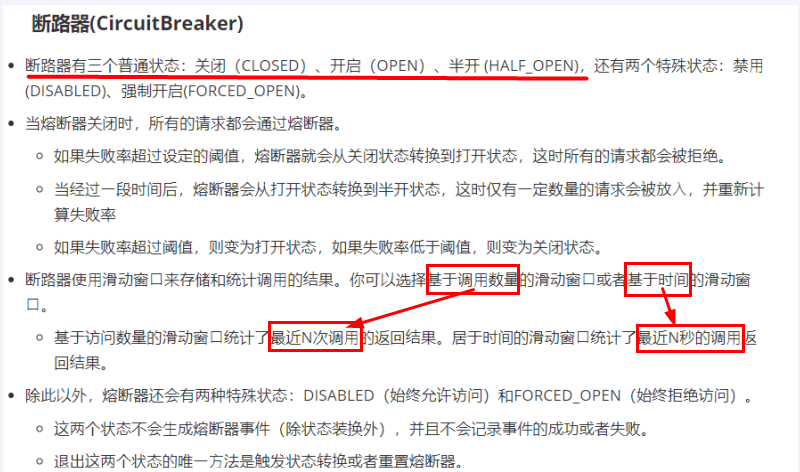 断路器(CircuitBreaker)
断路器有三个普通状态：关闭（CLOSED）、开启（OPEN）、半开 (HALF_OPEN)，还有两个特殊状态：禁用
(DISABLED)、强制开启(FORCED_OPEN)。
当熔断器关闭时，所有的请求都会通过熔断器。
如果失败率超过设定的阈值，熔断器就会从关闭状态转换到打开状态，这时所有的请求都会被拒绝。
当经过一段时间后，熔断器会从打开状态转换到半开状态，这时仅有一定数量的请求会被放入，并重新计
算失败率
如果失败率超过阈值，则变为打开状态，如果失败率低于阈值，则变为关闭状态。
断路器使用滑动窗口来存储和统计调用的结果。你可以选择基于调用数量的滑动窗口或者基于时间的滑动窗
口。
基于访问数量的滑动窗口统计了最近N次调用的返回结果。居于时间的滑动窗口统计了最近N秒的调用返
回结果。
除此以外，熔断器还会有两种特殊状态：DISABLED（始终允许访问）和FORCED_OPEN（始终拒绝访问）。
这两个状态不会生成熔断器事件（除状态装换外），并且不会记录事件的成功或者失败。
退出这两个状态的唯一方法是触发状态转换或者重置熔断器。